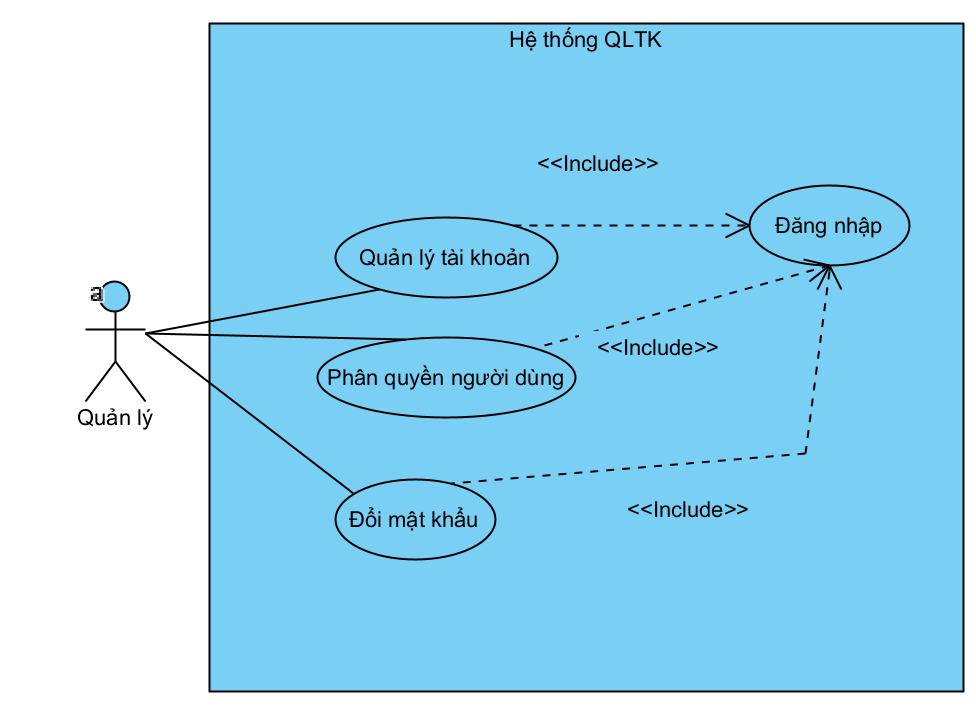 Hệ thống QLTK
<<Include>>
Đăng nhập
Quản lý tài khoản
a
<<Include>>
Phân quyền người dùng
Quản lý
<<Include>>
Đổi mật khẩu